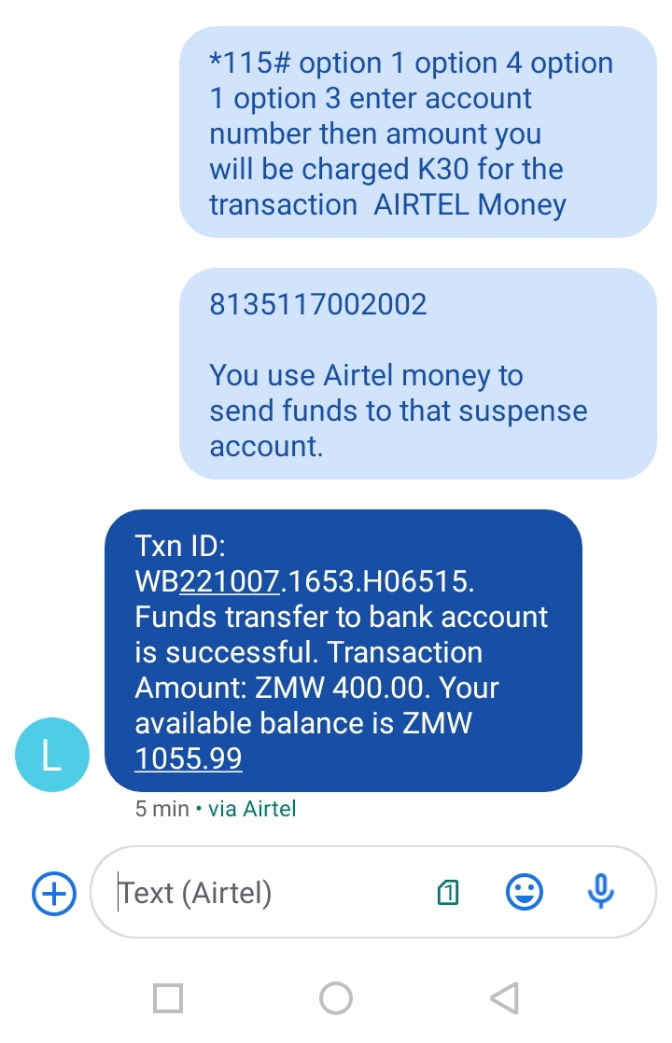 *115# option 1 option 4 option
1 option 3 enter account
number then amount you
will be charged K30 for the
transaction  AIRTEL Money
8135117002002
You use Airtel money to
send funds to that suspense
account.
Txn ID:
WB221007.1653.H06515.
Funds transfer to bank account
is successful. Transaction
Amount: ZMW 400.00. Your
available balance is ZMW
1055.99
L
5 min • via Airtel
Text (Airtel)
1